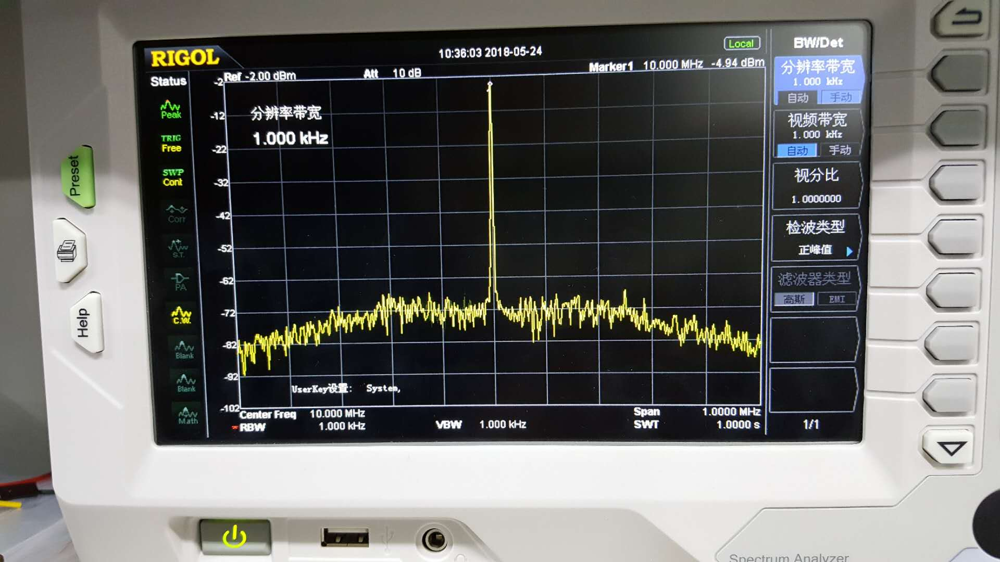 RIGOL
10:36:03 2018-05-24
Local
BW/Det
Status
Ref -2.00 dBm
Att 10 dB
Marker1 10.000 MHz -4.94 dBm
分辨率带宽
1.000 kHz
自动 手动
视频带宽
1.000 kHz
自动 手动
视分比
1.0000000
检波类型
正峰值
滤波器类型
高斯 EMI
1/1
Peak
TRIG
Free
SWP
Cont
Corr
S.T.
PA
C.W.
Blank
Blank
Math
-2
-12
-22
-32
-42
-52
-62
-72
-82
-92
-102
分辨率带宽
1.000 kHz
UserKey设置: System,
Center Freq 10.000 MHz
Span 1.0000 MHz
RBW 1.000 kHz
VBW 1.000 kHz
SWT 1.0000 s
Preset
Help
Spectrum Analyzer